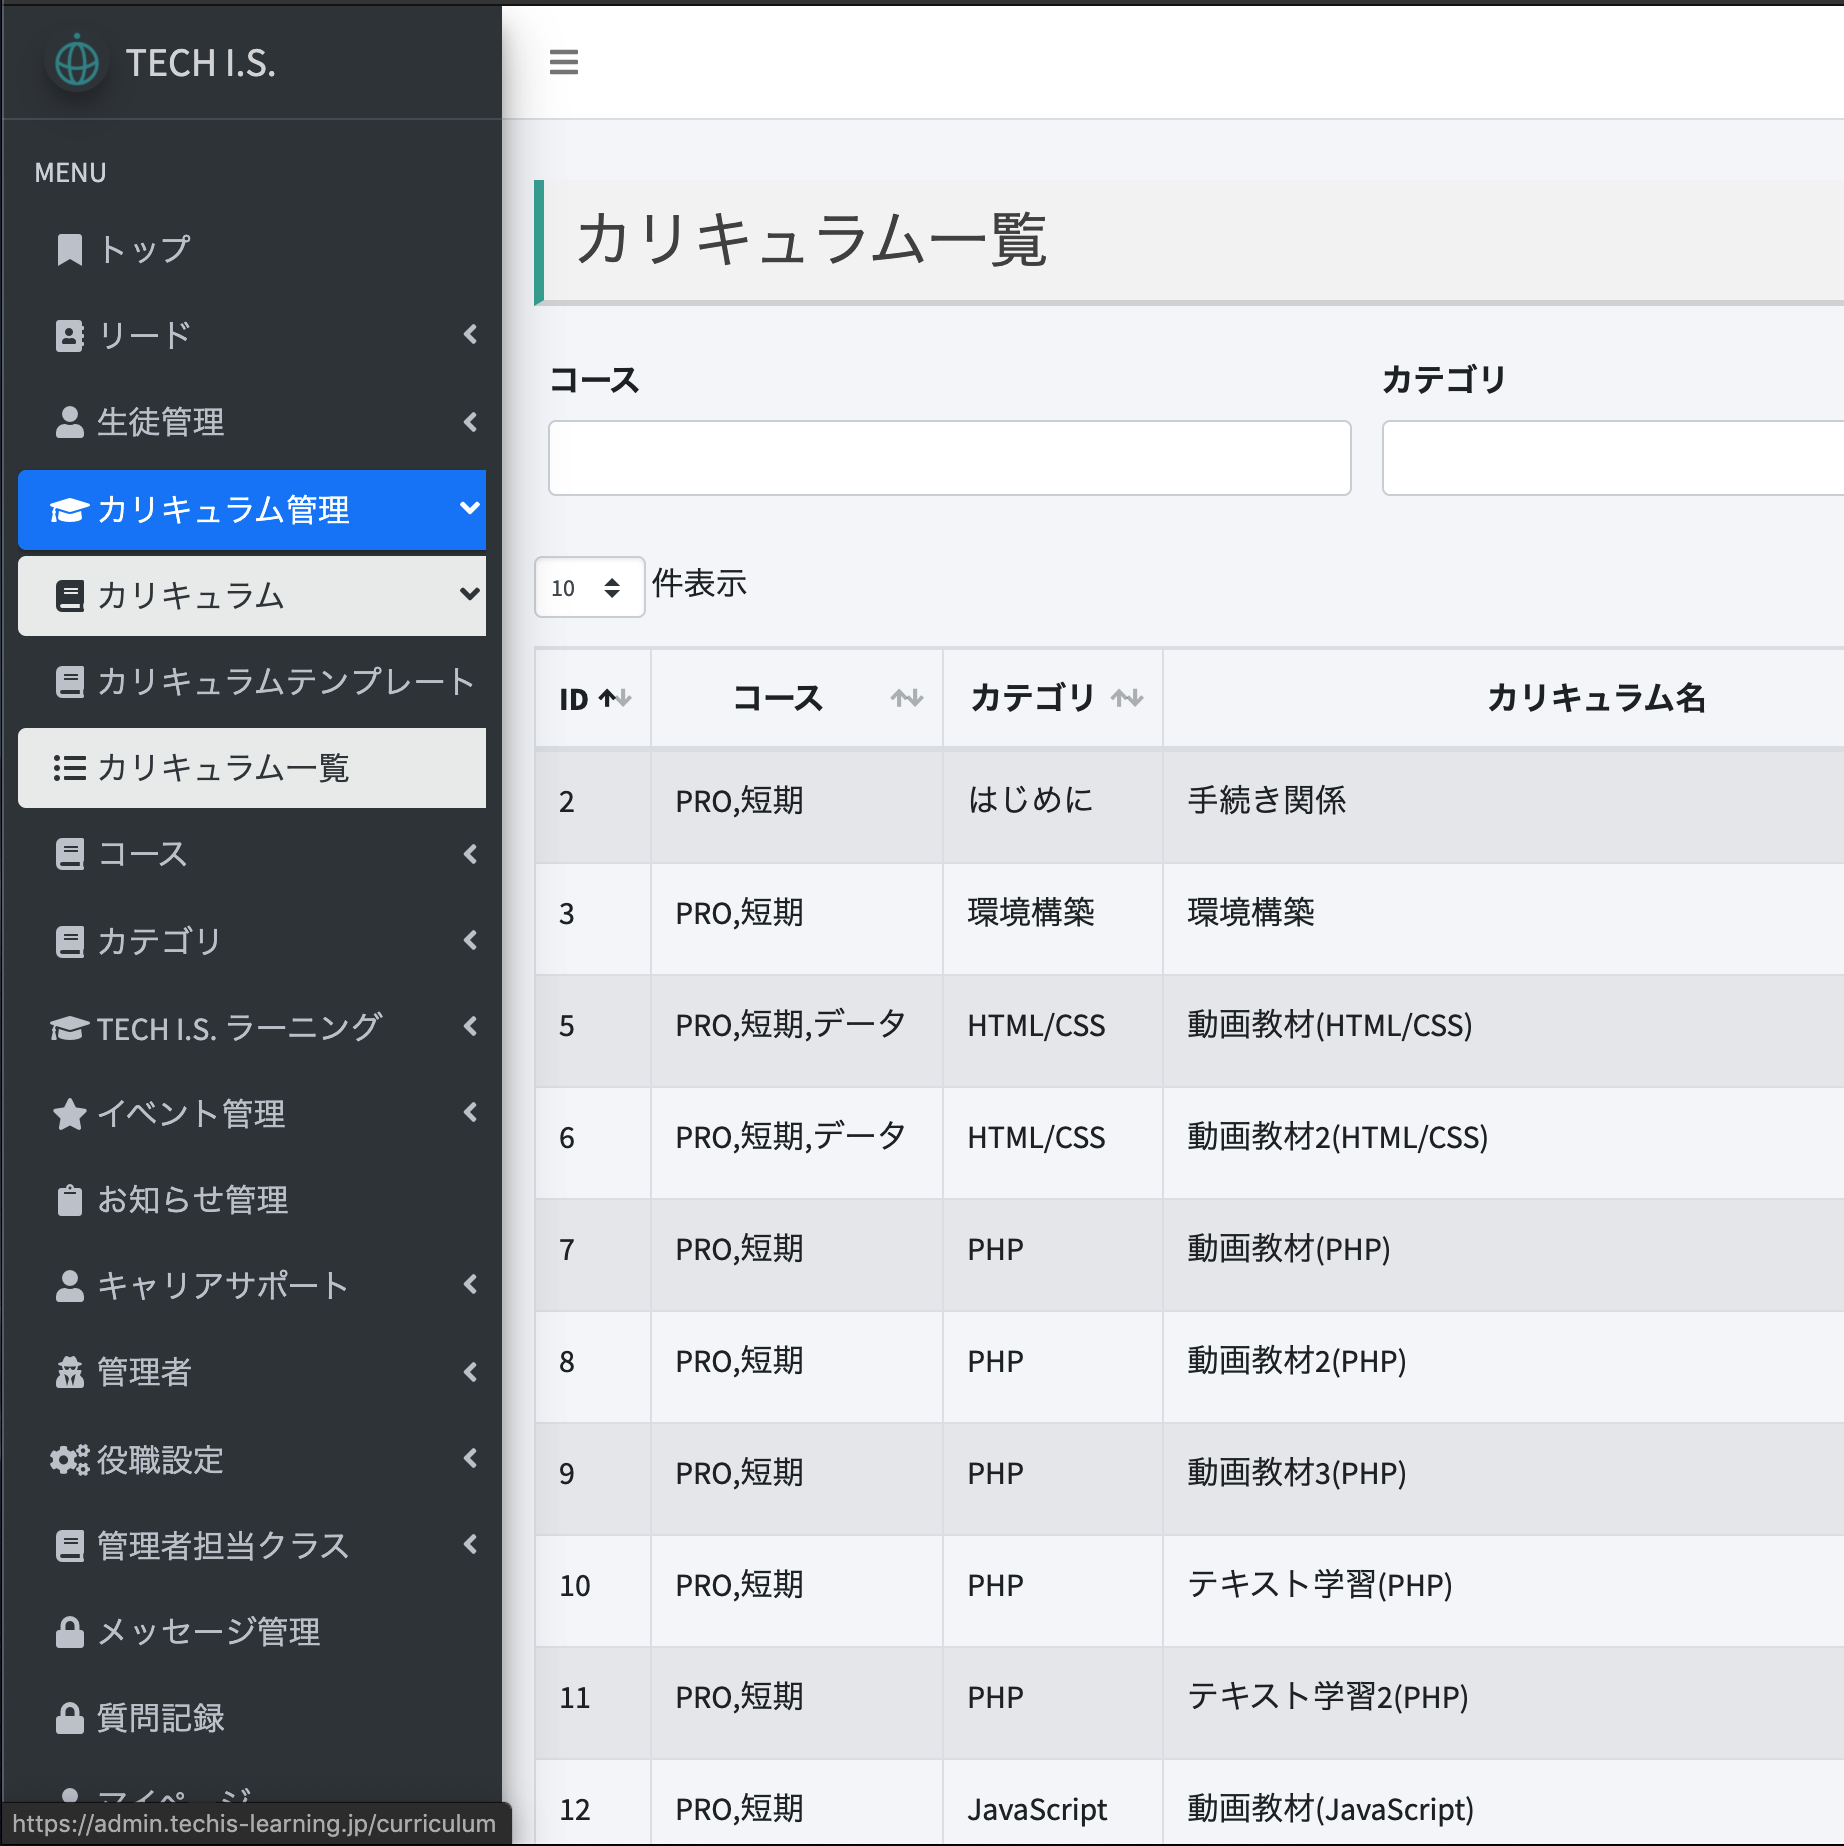 TECH I.S.
MENU
トップ
リード
生徒管理
カリキュラム管理
カリキュラム
カリキュラムテンプレート
カリキュラム一覧
コース
カテゴリ
TECH I.S. ラーニング
イベント管理
お知らせ管理
キャリアサポート
管理者
役職設定
管理者担当クラス
メッセージ管理
質問記録
マイページ
https://admin.techis-learning.jp/curriculum
カリキュラム一覧
コース カテゴリ
10 件表示
ID コース カテゴリ カリキュラム名
2 PRO,短期 はじめに 手続き関係
3 PRO,短期 環境構築 環境構築
5 PRO,短期,データ HTML/CSS 動画教材(HTML/CSS)
6 PRO,短期,データ HTML/CSS 動画教材2(HTML/CSS)
7 PRO,短期 PHP 動画教材(PHP)
8 PRO,短期 PHP 動画教材2(PHP)
9 PRO,短期 PHP 動画教材3(PHP)
10 PRO,短期 PHP テキスト学習(PHP)
11 PRO,短期 PHP テキスト学習2(PHP)
12 PRO,短期 JavaScript 動画教材(JavaScript)